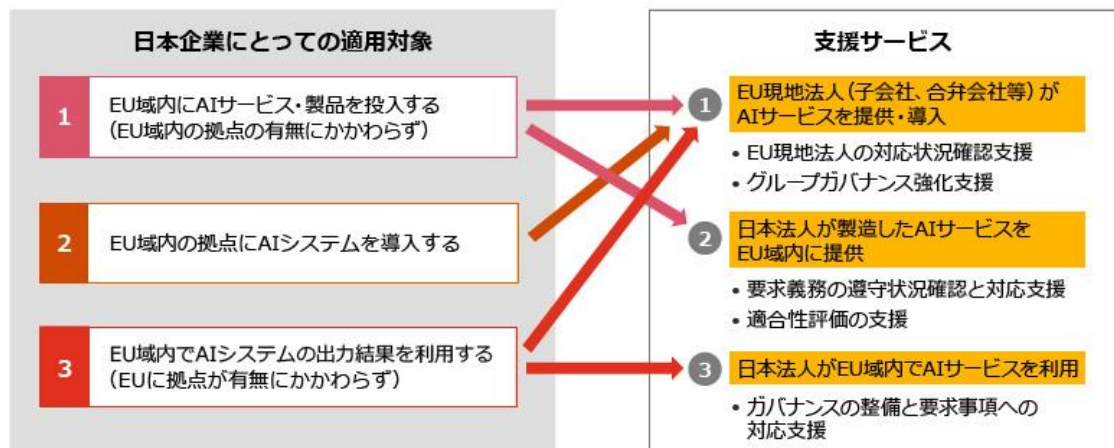 日本企業にとっての適用対象
1
EU域内にAIサービス・製品を投入する
（EU域内の拠点の有無にかかわらず）
2
EU域内の拠点にAIシステムを導入する
3
EU域内でAIシステムの出力結果を利用する
（EUに拠点が有無にかかわらず）
支援サービス
1
EU現地法人（子会社、合弁会社等）が
AIサービスを提供・導入
• EU現地法人の対応状況確認支援
• グループガバナンス強化支援
2
日本法人が製造したAIサービスを
EU域内に提供
• 要求義務の遵守状況確認と対応支援
• 適合性評価の支援
3
日本法人がEU域内でAIサービスを利用
• ガバナンスの整備と要求事項への
対応支援